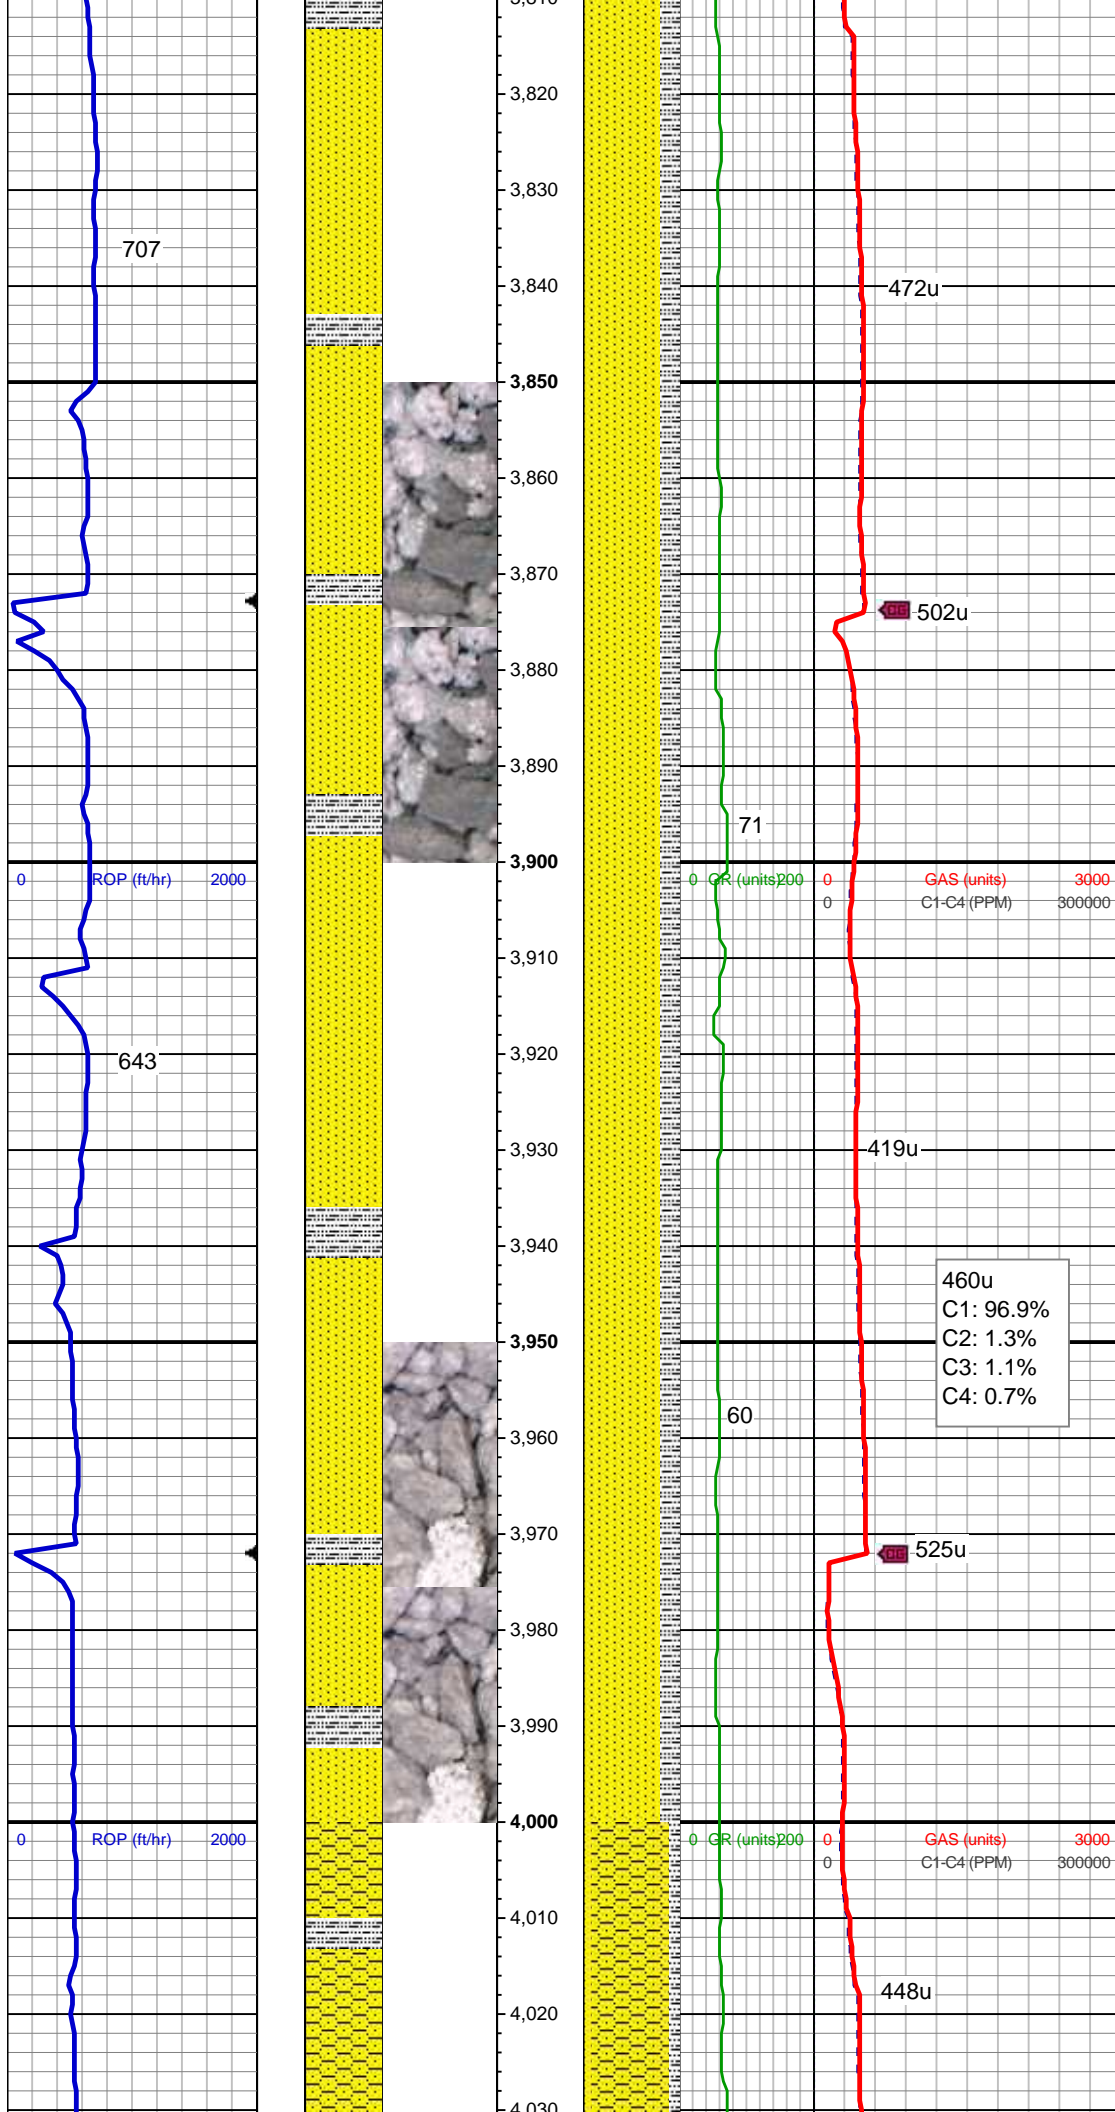 3,820
3,830
707
3,840
472u
3,850
3,860
3,870
CG 502u
3,880
3,890
71
3,900
0 ROP (ft/hr) 2000 0 GR (units) 200 0 GAS (units) 3000
0 C1-C4 (PPM) 300000
3,910
3,920
643
3,930
419u
3,940
460u
C1: 96.9%
3,950
C2: 1.3%
C3: 1.1%
C4: 0.7%
60
3,960
3,970
CG 525u
3,980
3,990
4,000
0 ROP (ft/hr) 2000 0 GR (units) 200 0 GAS (units) 3000
0 C1-C4 (PPM) 300000
4,010
448u
4,020
4,030